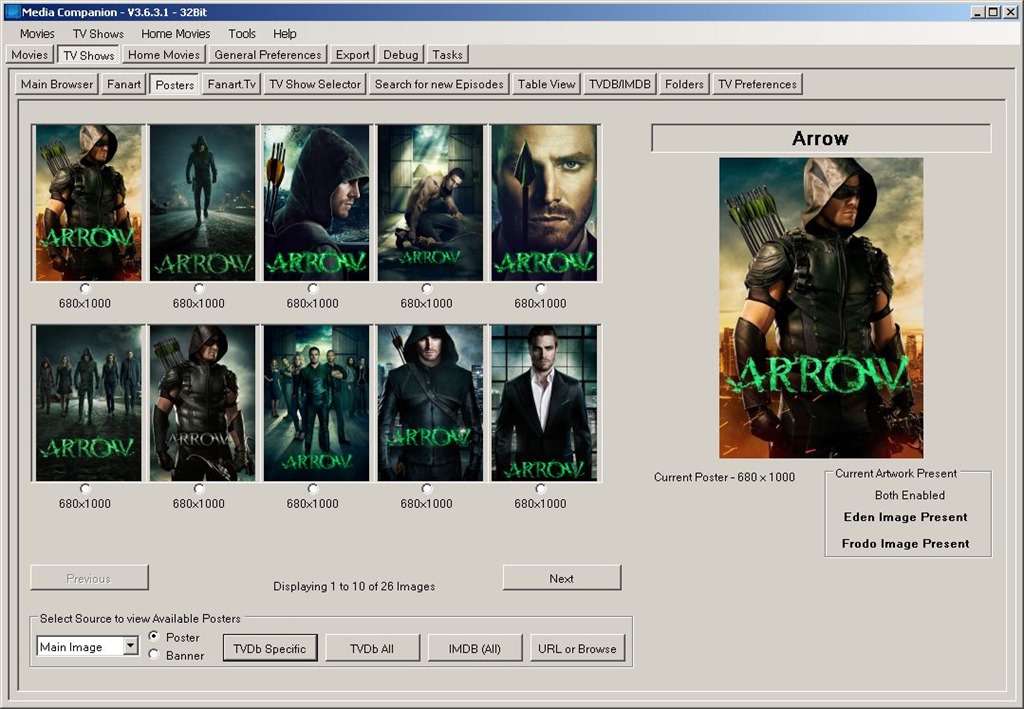 Media Companion - V3.6.3.1 - 32Bit
Movies TV Shows Home Movies Tools Help
Movies TV Shows Home Movies General Preferences Export Debug Tasks
Main Browser Fanart Posters Fanart.Tv TV Show Selector Search for new Episodes Table View TVDB/IMDB Folders TV Preferences
Arrow
ARROW ARROW ARROW ARROW ARROW
680x1000 680x1000 680x1000 680x1000 680x1000
ARROW
ARROW ARROW ARROW ARROW ARROW
680x1000 680x1000 680x1000 680x1000 680x1000
Current Poster - 680 x 1000
Current Artwork Present
Both Enabled
Eden Image Present
Frodo Image Present
Previous
Displaying 1 to 10 of 26 Images
Next
Select Source to view Available Posters
Main Image
Poster
Banner
TVDb Specific TVDb All IMDB (All) URL or Browse